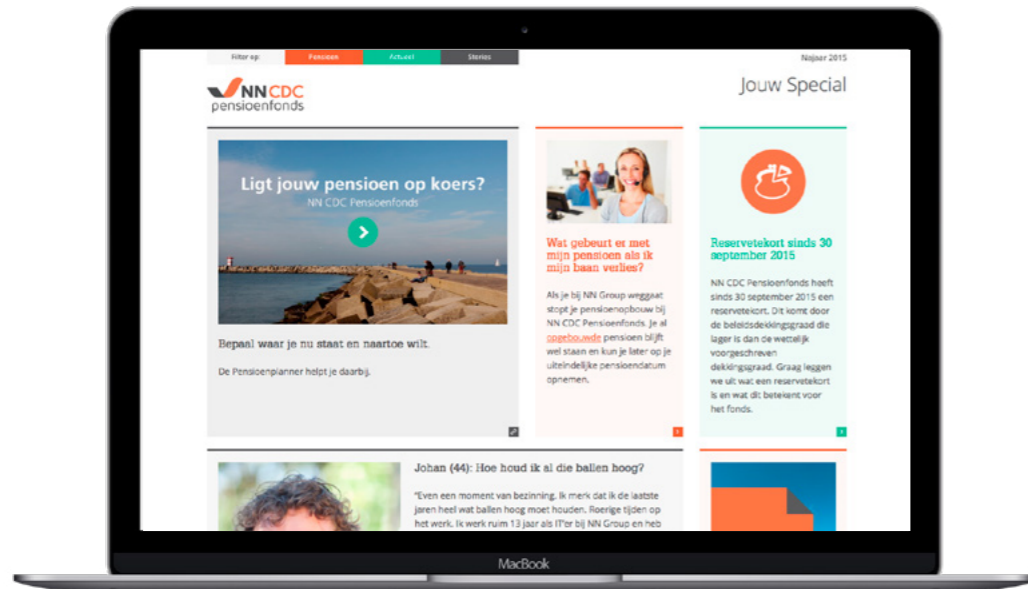 Filter op:
Pensioen
Actueel
Stories
Najaar 2015
NN CDC
pensioenfonds
Jouw Special
Ligt jouw pensioen op koers?
NN CDC Pensioenfonds
Bepaal waar je nu staat en naartoe wilt.
De Pensioenplanner helpt je daarbij.
Wat gebeurt er met
mijn pensioen als ik
mijn baan verlies?
Als je bij NN Group weggaat
stopt je pensioenopbouw bij
NN CDC Pensioenfonds. Je al
opgebouwde pensioen blijft
wel staan en kun je later op je
uiteindelijke pensioendatum
opnemen.
Reservetekort sinds 30
september 2015
NN CDC Pensioenfonds heeft
sinds 30 september 2015 een
reservetekort. Dit komt door
de beleidsdekkingsgraad die
lager is dan de wettelijk
voorgeschreven
dekkingsgraad. Graag leggen
we uit wat een reservetekort
is en wat dit betekent voor
het fonds.
Johan (44): Hoe houd ik al die ballen hoog?
"Even een moment van bezinning. Ik merk dat ik de laatste
jaren heel wat ballen hoog moet houden. Roerige tijden op
het werk. Ik werk ruim 13 jaar als IT'er bij NN Group en heb
MacBook